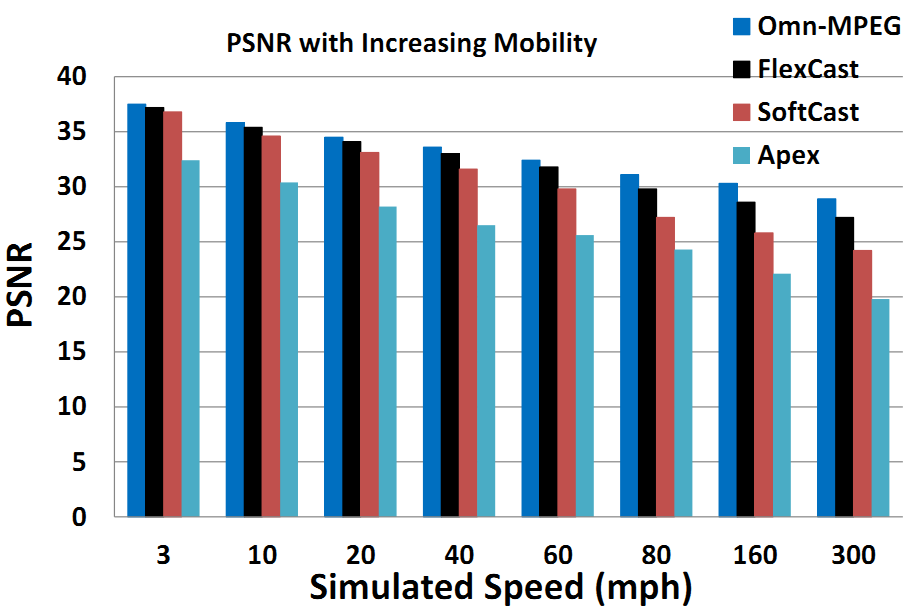 PSNR with Increasing Mobility
Omn-MPEG
FlexCast
SoftCast
Apex
PSNR
40
35
30
25
20
15
10
5
0
3 10 20 40 60 80 160 300
Simulated Speed (mph)